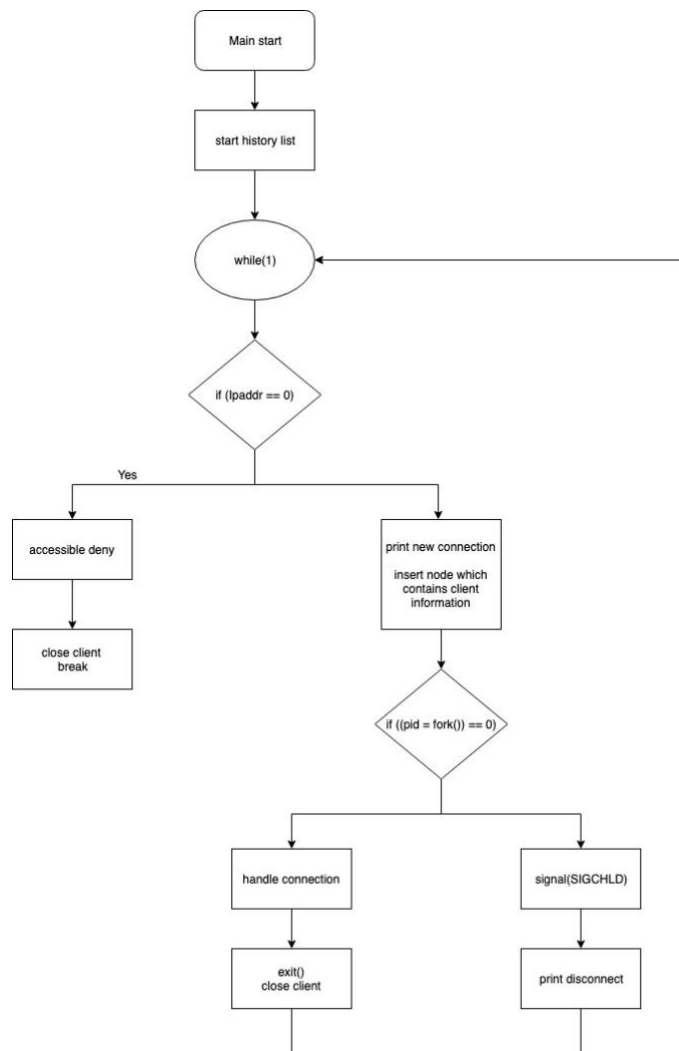 Main start
start history list
while(1)
if (Ipaddr == 0)
Yes
accessible deny
print new connection
insert node which
contains client
information
close client
break
if ((pid = fork()) == 0)
handle connection
signal(SIGCHLD)
exit()
close client
print disconnect